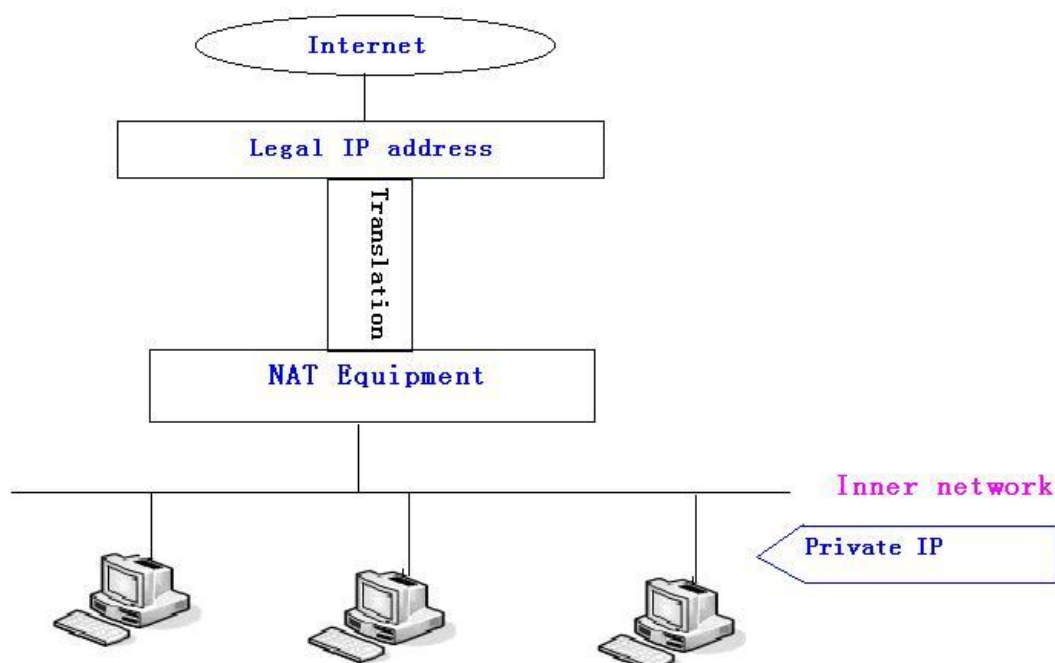 Internet
Legal IP address
Translation
NAT Equipment
Inner network
Private IP